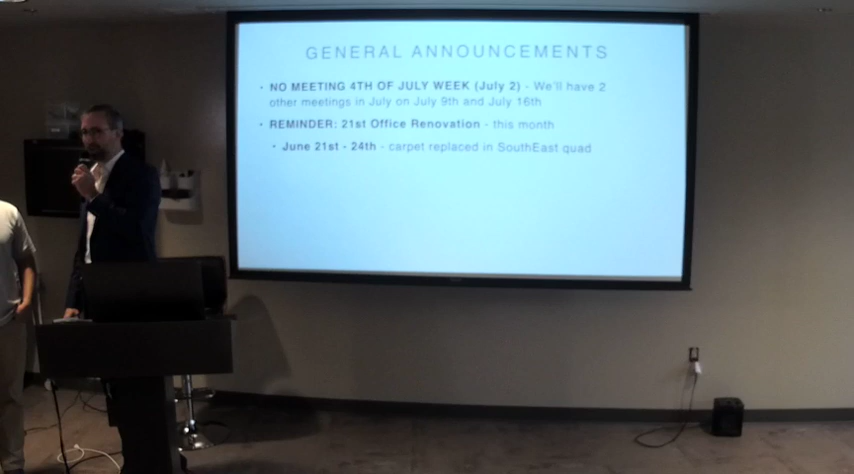 GENERAL ANNOUNCEMENTS
• NO MEETING 4TH OF JULY WEEK (July 2) - We'll have 2
other meetings in July on July 9th and July 16th
• REMINDER: 21st Office Renovation - this month
• June 21st - 24th - carpet replaced in SouthEast quad